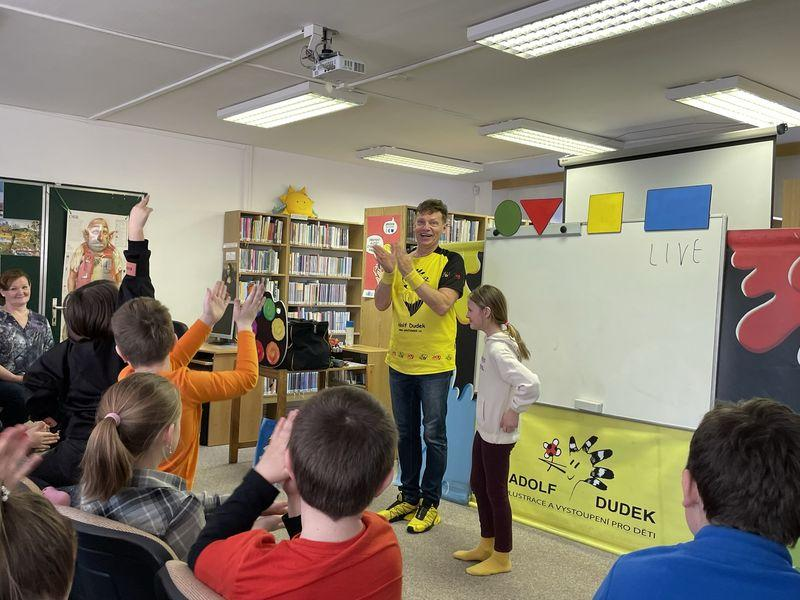 LIVE
Adolf Dudek
ADOLF
DUDEK
ILUSTRACE A VYSTOUPENÍ PRO DĚTI